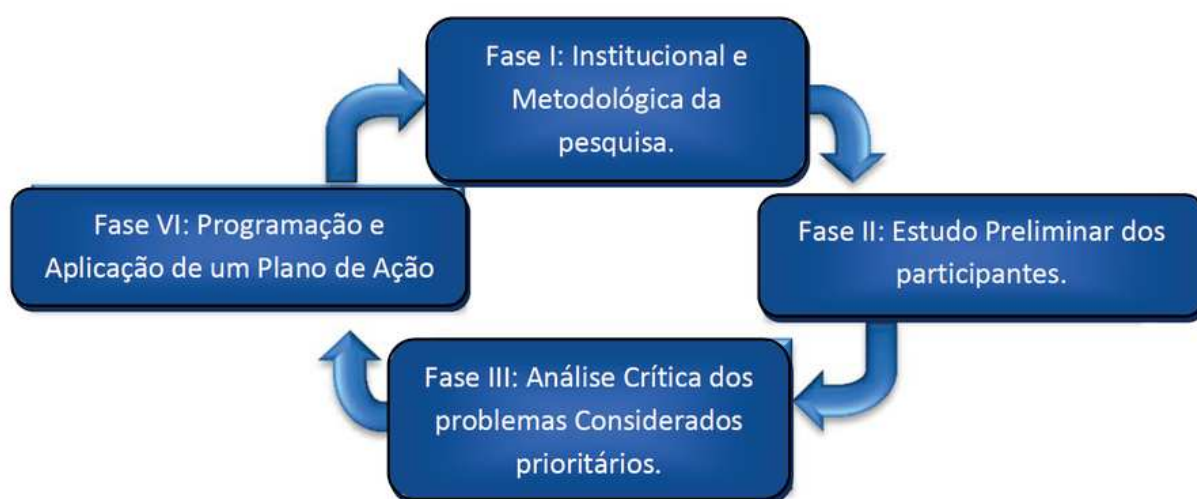 Fase I: Institucional e
Metodológica da
pesquisa.
Fase II: Estudo Preliminar dos
participantes.
Fase III: Análise Crítica dos
problemas Considerados
prioritários.
Fase VI: Programação e
Aplicação de um Plano de Ação